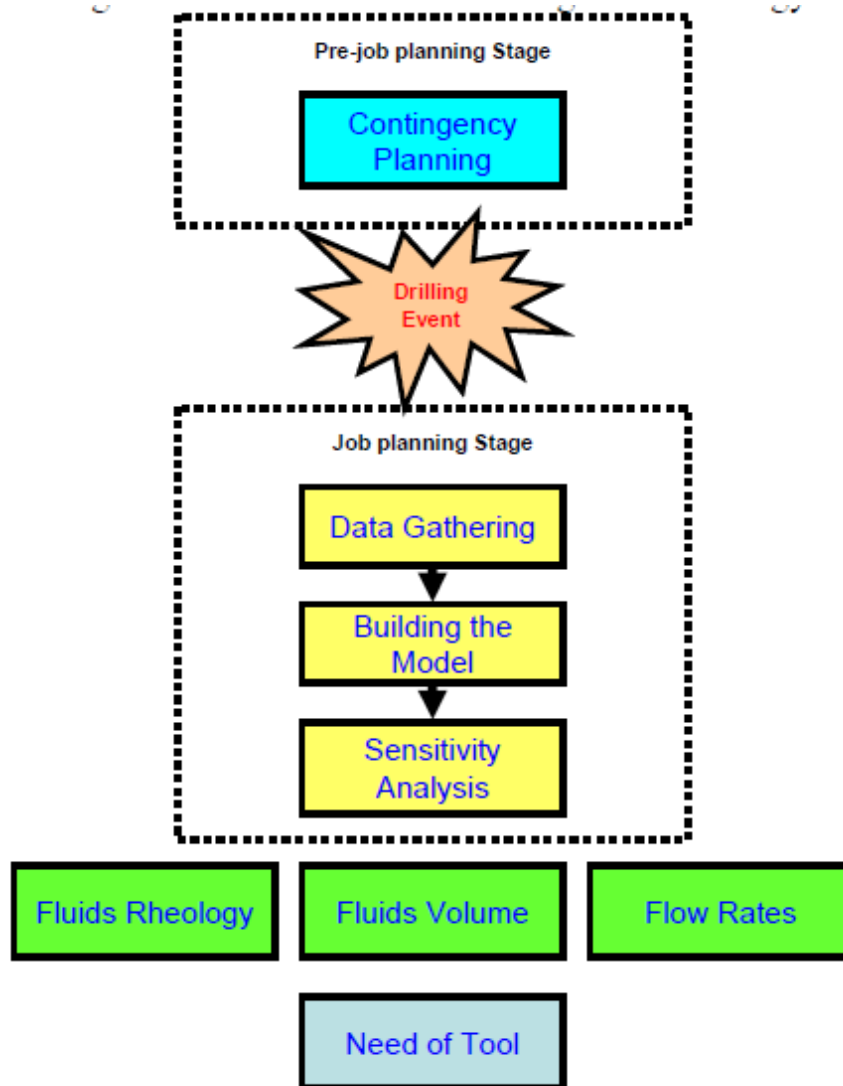 Pre-job planning Stage
Contingency
Planning
Drilling
Event
Job planning Stage
Data Gathering
Building the
Model
Sensitivity
Analysis
Fluids Rheology
Fluids Volume
Flow Rates
Need of Tool